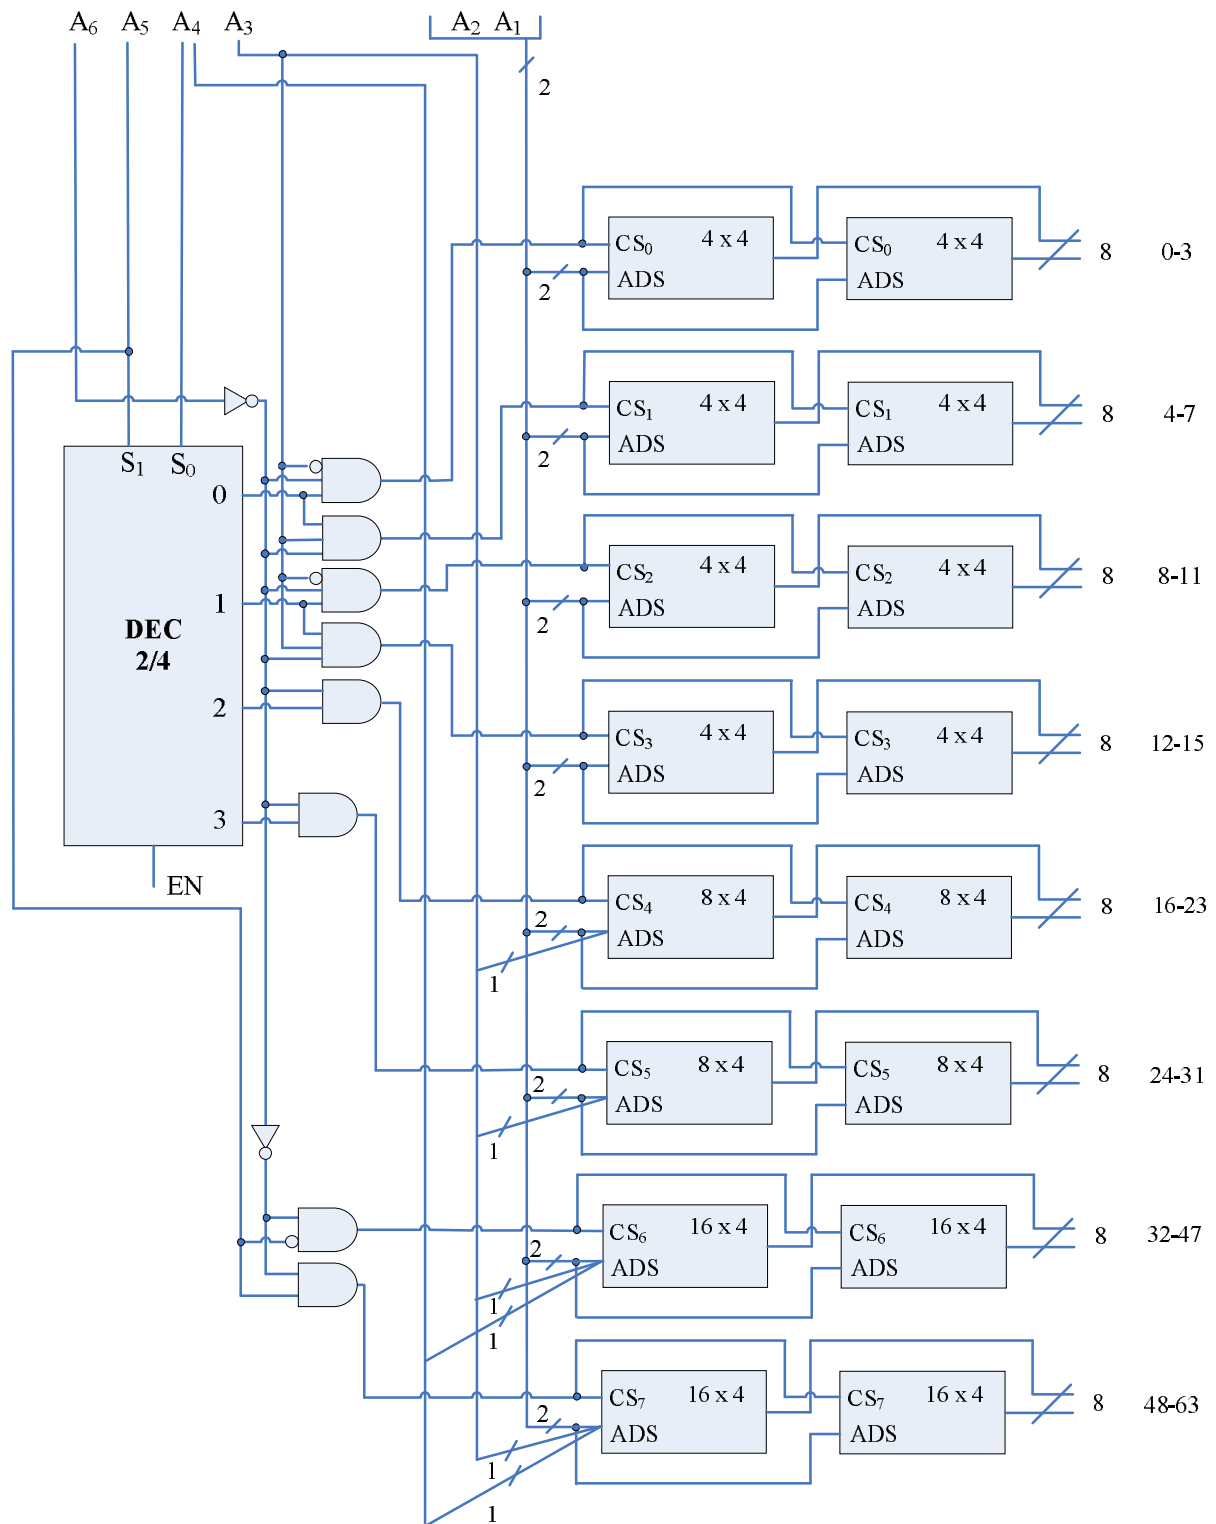 A6 A5 A4 A3 A2 A1
2
CS0 4 x 4 CS0 4 x 4 8 0-3
2 ADS ADS
CS1 4 x 4 CS1 4 x 4 8 4-7
2 ADS ADS
S1 S0
0
CS2 4 x 4 CS2 4 x 4 8 8-11
2 ADS ADS
1
DEC
2/4
2
CS3 4 x 4 CS3 4 x 4 8 12-15
2 ADS ADS
3
EN
CS4 8 x 4 CS4 8 x 4 8 16-23
2 ADS ADS
1
CS5 8 x 4 CS5 8 x 4 8 24-31
2 ADS ADS
1
CS6 16 x 4 CS6 16 x 4 8 32-47
2 ADS ADS
1
1
CS7 16 x 4 CS7 16 x 4 8 48-63
2 ADS ADS
1
1